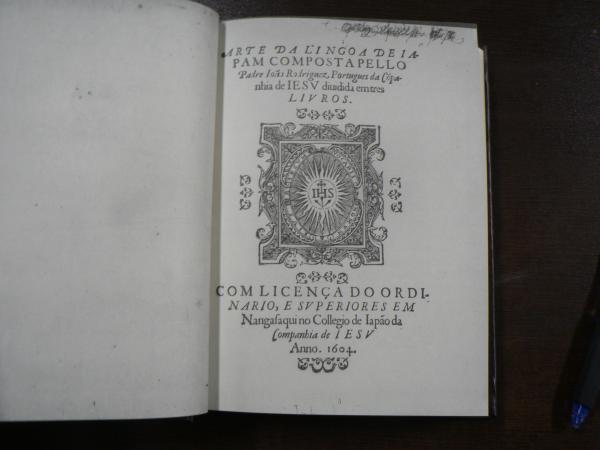 ARTE DA LINGOA DE IA-
PAM COMPOSTA PELLO
Padre Ioão Rodriguez, Portugues da Cõpa-
nhia de IESV diuidida em tres
LIVROS.
IHS
COM LICENÇA DO ORDI-
NARIO, E SVPERIORES EM
Nangasaqui no Collegio de Iapão da
Companhia de IESV
Anno. 1604.